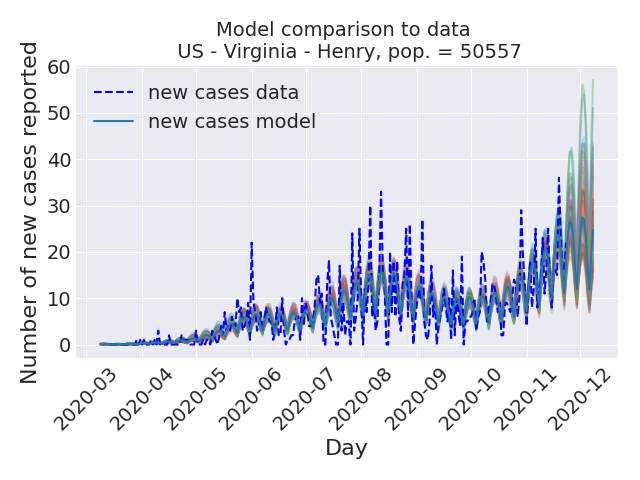 Model comparison to data
US - Virginia - Henry, pop. = 50557
Number of new cases reported
60
50
40
30
20
10
0
new cases data
new cases model
2020-03
2020-04
2020-05
2020-06
2020-07
2020-08
2020-09
2020-10
2020-11
2020-12
Day